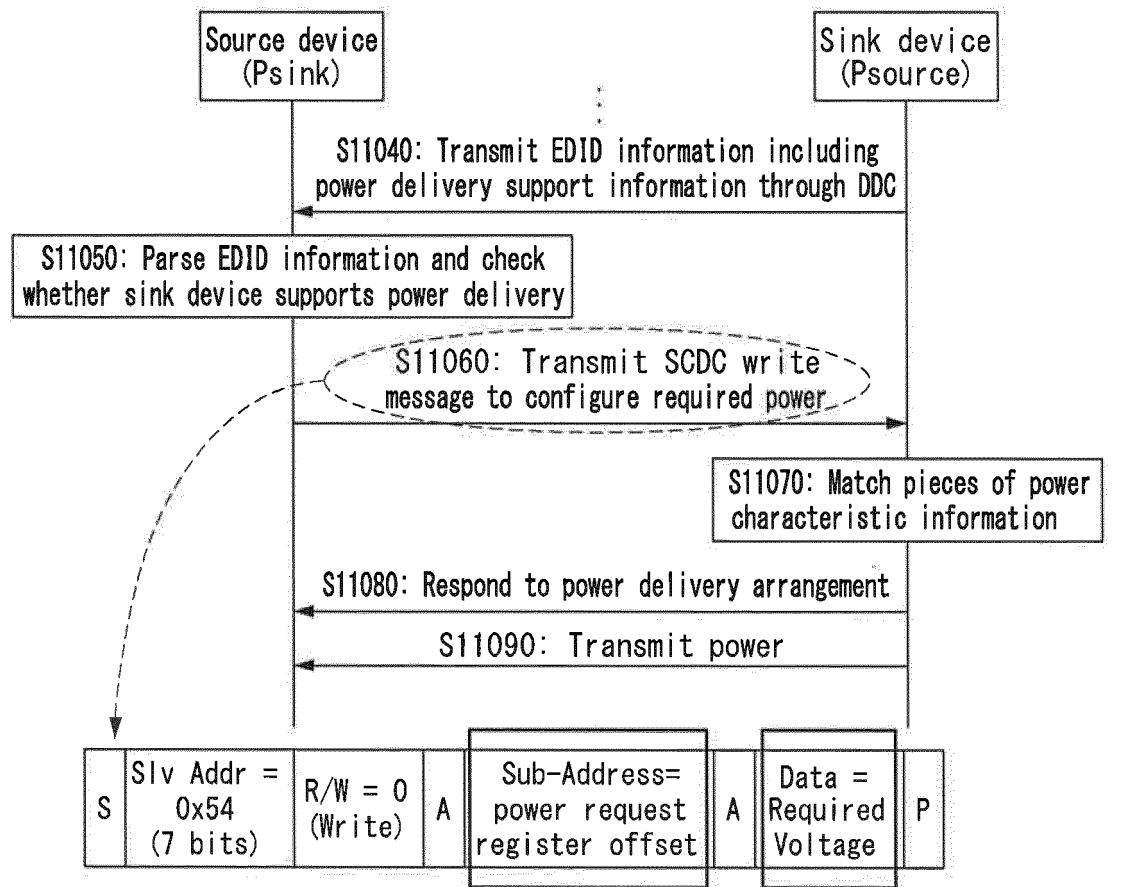 Source device
(Psink)
Sink device
(Psource)
S11040: Transmit EDID information including
power delivery support information through DDC
S11050: Parse EDID information and check
whether sink device supports power delivery
S11060: Transmit SCDC write
message to configure required power
S11070: Match pieces of power
characteristic information
S11080: Respond to power delivery arrangement
S11090: Transmit power
S
Slv Addr =
0x54
(7 bits)
R/W = 0
(Write)
A
Sub-Address=
power request
register offset
A
Data =
Required
Voltage
P